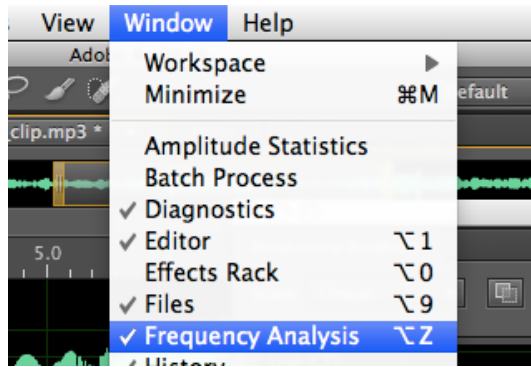 View Window Help
Adob
Workspace
Minimize ⌘M
efault
clip.mp3 *
Amplitude Statistics
Batch Process
✓ Diagnostics
✓ Editor ⌥1
5.0
Effects Rack ⌥0
✓ Files ⌥9
✓ Frequency Analysis ⌥Z
✓ History